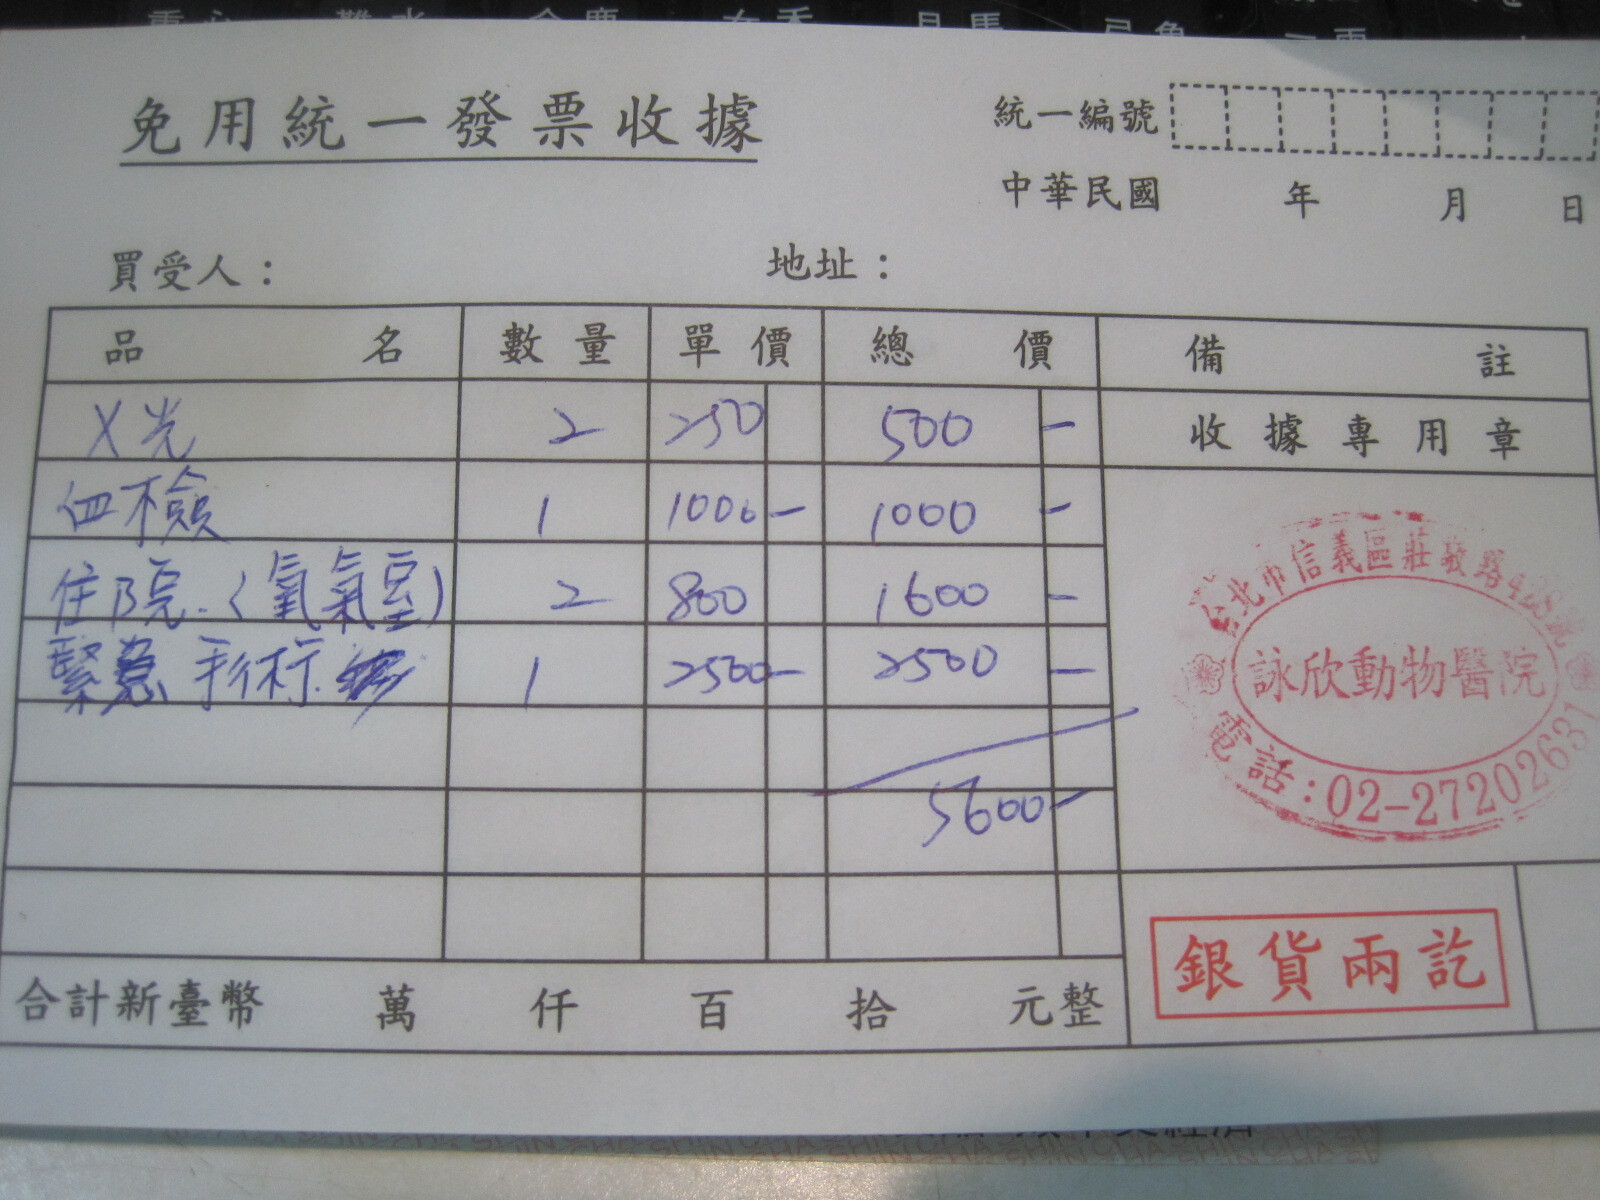 免用統一發票收據
統一編號
中華民國 年 月 日
買受人： 地址：
品名 數量 單價 總價 備註
收據專用章
X光 2 250 500 -
血檢 1 1000 - 1000 -
住院.(氧氣室) 2 800 1600 -
緊急手術 1 2500 - 2500 -
5600 -
台北市信義區莊敬路423號
詠欣動物醫院
電話：02-27202631
合計新臺幣 萬 仟 百 拾 元整
銀貨兩訖